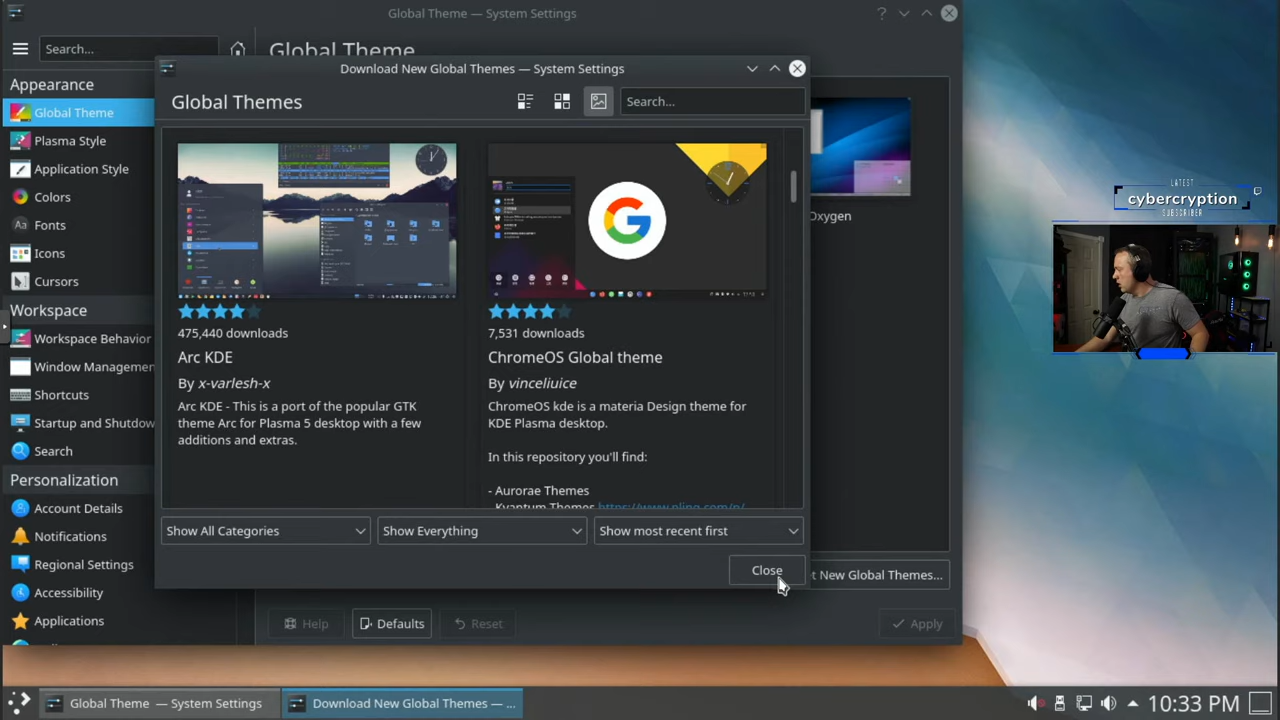 Global Theme — System Settings
Search...
Global Theme
Appearance
Global Theme
Plasma Style
Application Style
Colors
Fonts
Icons
Cursors
Workspace
Workspace Behavior
Window Managemen
Shortcuts
Startup and Shutdow
Search
Personalization
Account Details
Notifications
Regional Settings
Accessibility
Applications
Download New Global Themes — System Settings
Global Themes
Search...
475,440 downloads
Arc KDE
By x-varlesh-x
Arc KDE - This is a port of the popular GTK
theme Arc for Plasma 5 desktop with a few
additions and extras.
7,531 downloads
ChromeOS Global theme
By vinceliuice
ChromeOS kde is a materia Design theme for
KDE Plasma desktop.
In this repository you'll find:
- Aurorae Themes
- Kvantum Themes https://www.pling.com/p/
Show All Categories
Show Everything
Show most recent first
Close
Oxygen
t New Global Themes...
Help
Defaults
Reset
Apply
LATEST
cybercryption
SUBSCRIBER
Global Theme — System Settings
Download New Global Themes — ...
10:33 PM